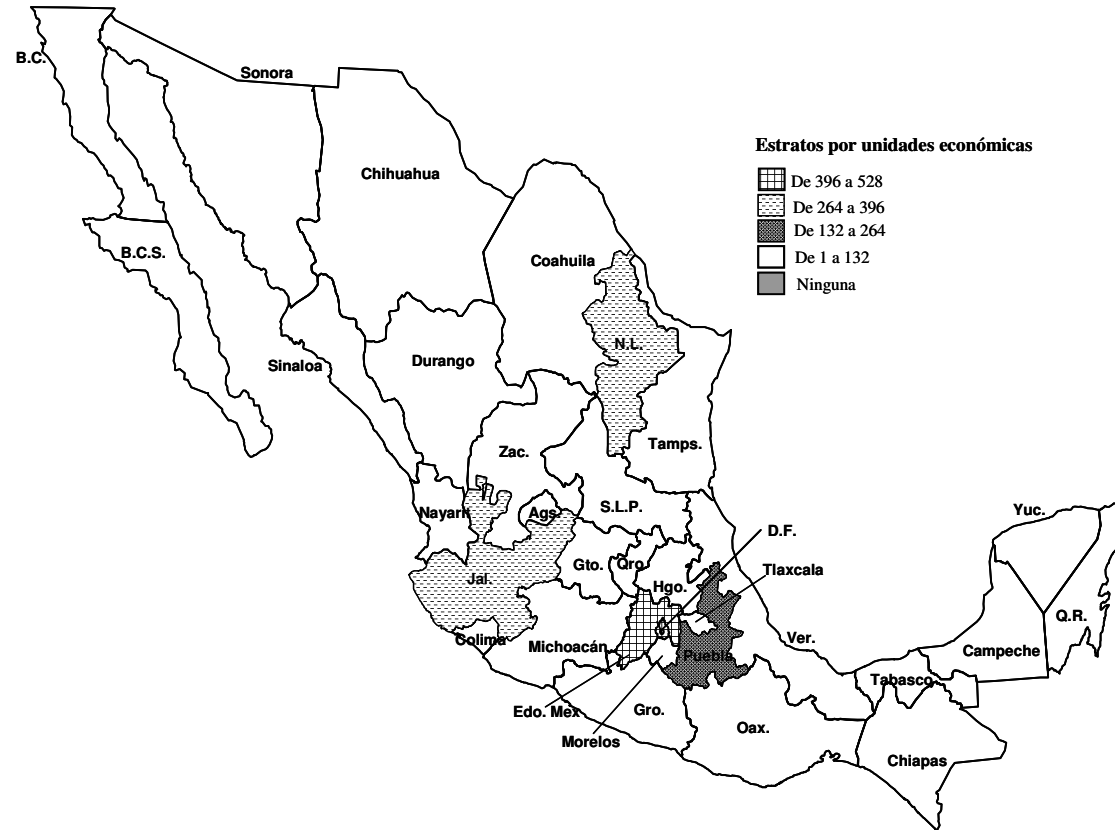 B.C.
Sonora
Chihuahua
B.C.S.
Coahuila
Estratos por unidades económicas
De 396 a 528
De 264 a 396
De 132 a 264
De 1 a 132
Ninguna
N.L.
Sinaloa
Durango
Zac.
Tamps.
Nayarit
Ags.
S.L.P.
D.F.
Yuc.
Gto.
Qro.
Hgo.
Tlaxcala
Jal.
Q.R.
Colima
Michoacán
Puebla
Ver.
Campeche
Tabasco
Edo. Mex
Gro.
Morelos
Oax.
Chiapas